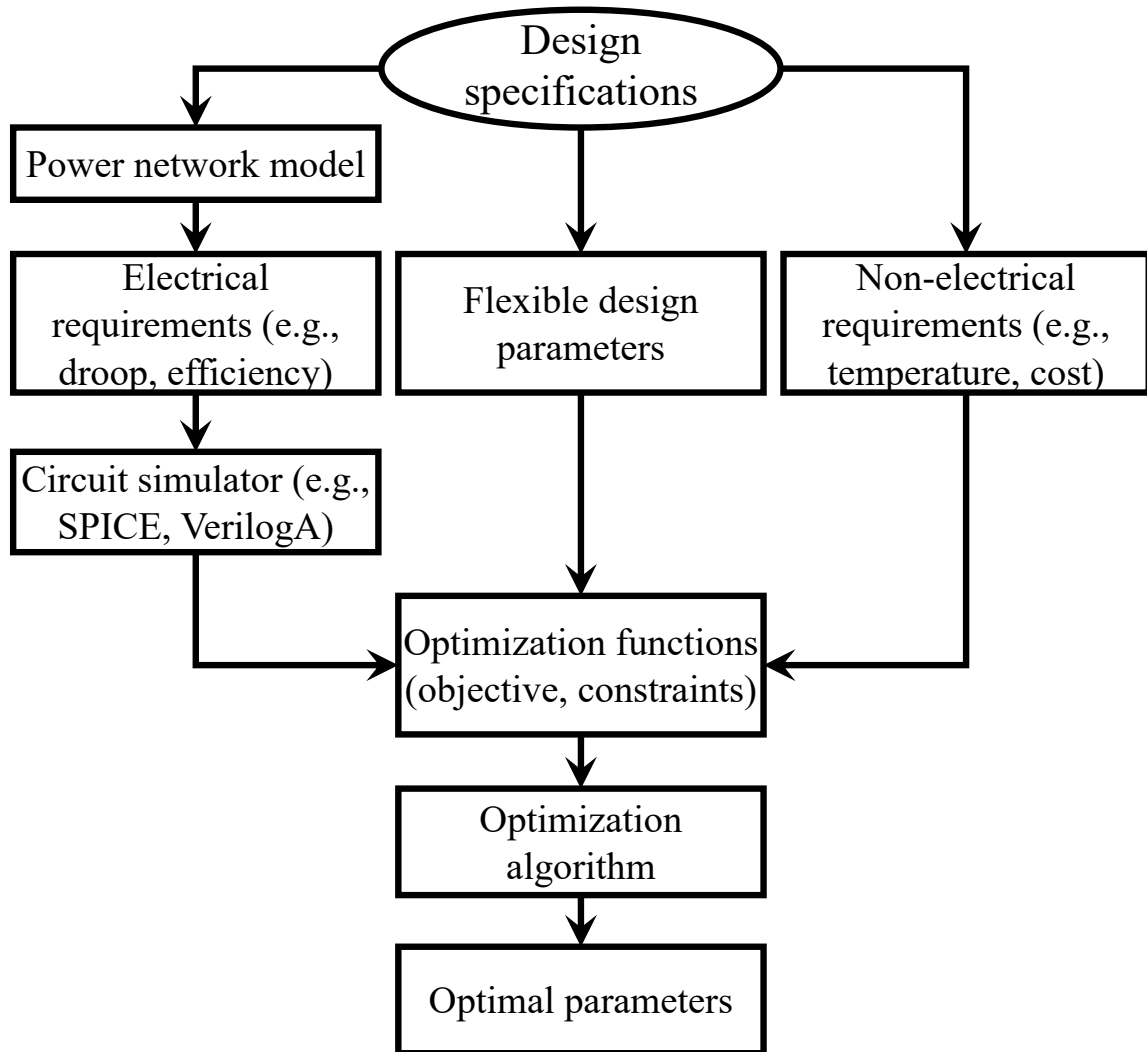 Design
specifications
Power network model
Electrical
requirements (e.g.,
droop, efficiency)
Flexible design
parameters
Non-electrical
requirements (e.g.,
temperature, cost)
Circuit simulator (e.g.,
SPICE, VerilogA)
Optimization functions
(objective, constraints)
Optimization
algorithm
Optimal parameters